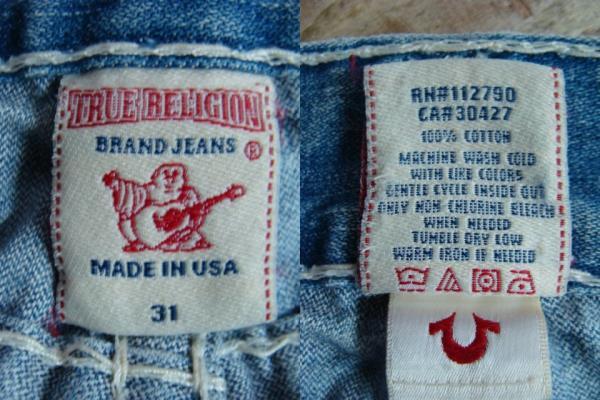 TRUE RELIGION
BRAND JEANS ®
MADE IN USA
31
RN#112790
CA#30427
100% COTTON
MACHINE WASH COLD
WITH LIKE COLORS
GENTLE CYCLE INSIDE OUT
ONLY NON CHLORINE BLEACH
WHEN NEEDED
TUMBLE DRY LOW
WARM IRON IF NEEDED